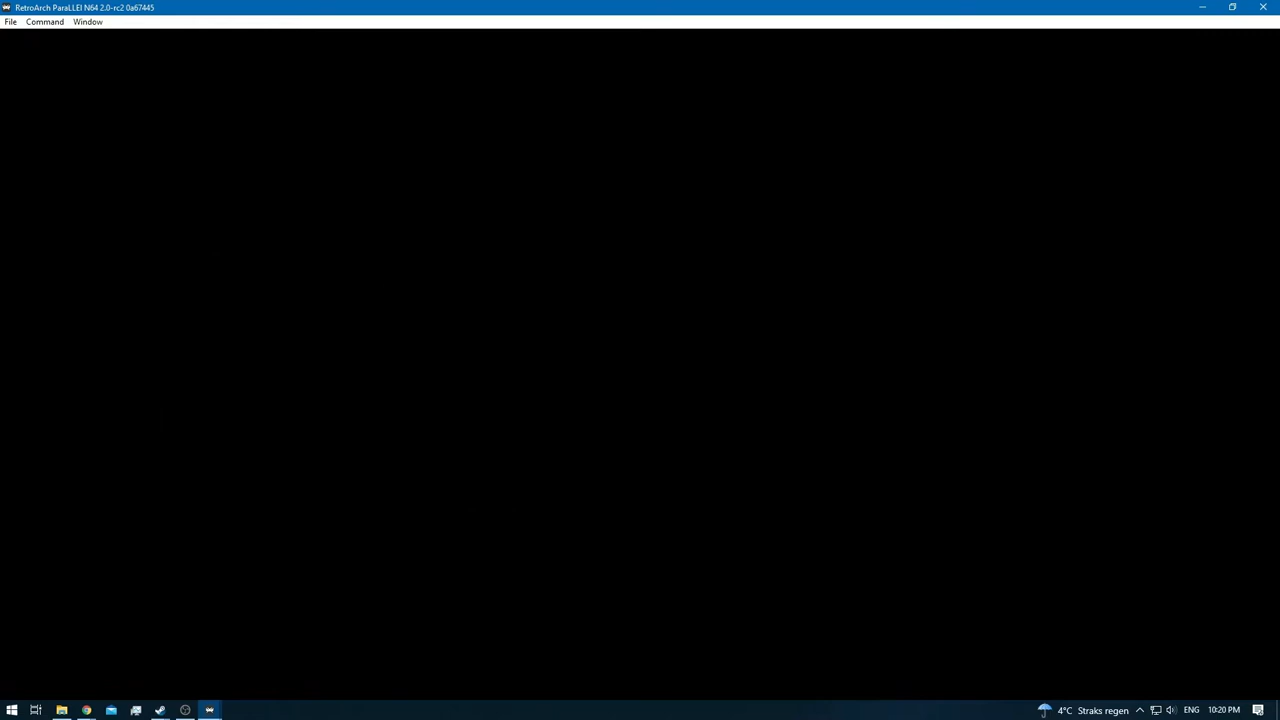 RetroArch ParaLLEl N64 2.0-rc2 0a67445
File Command Window
4°C Straks regen ENG 10:20 PM